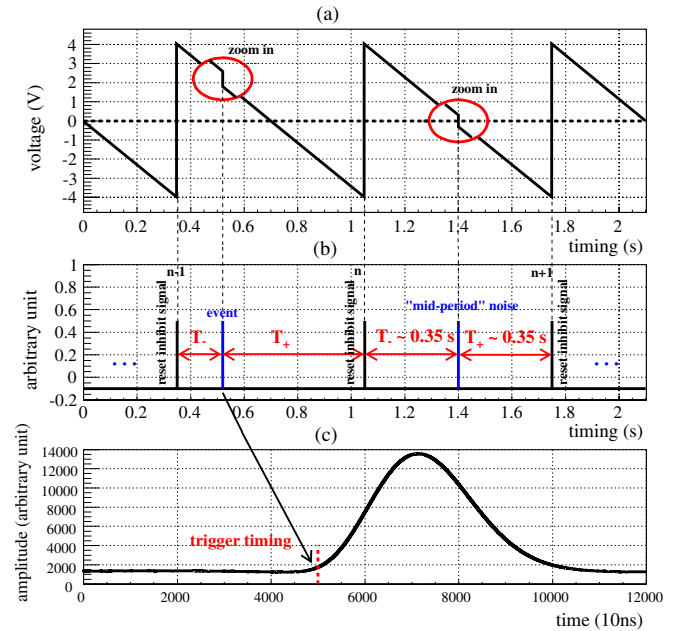 (a)
voltage (V)
4
3
2
1
0
-1
-2
-3
-4
zoom in
zoom in
0 0.2 0.4 0.6 0.8 1 1.2 1.4 1.6 1.8 2
timing (s)
(b)
arbitrary unit
1
0.8
0.6
0.4
0.2
0
-0.2
n-1
n
n+1
reset inhibit signal
reset inhibit signal
reset inhibit signal
event
"mid-period" noise
T-
T+
T- ~ 0.35 s
T+ ~ 0.35 s
...
...
0 0.2 0.4 0.6 0.8 1 1.2 1.4 1.6 1.8 2
timing (s)
(c)
amplitude (arbitrary unit)
14000
12000
10000
8000
6000
4000
2000
0
trigger timing
0 2000 4000 6000 8000 10000 12000
time (10ns)